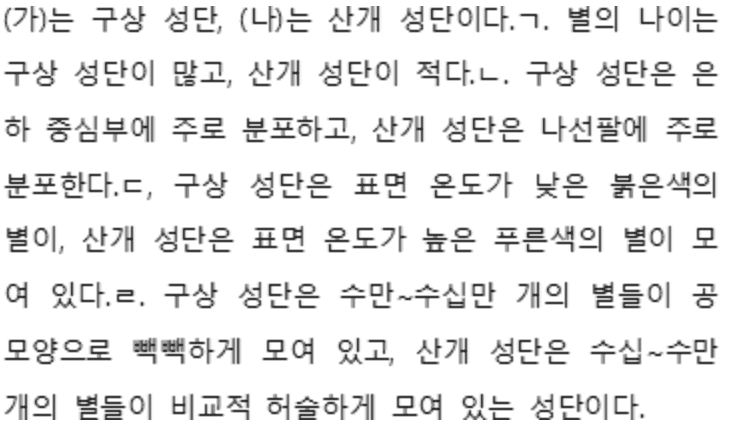 (가)는 구상 성단, (나)는 산개 성단이다.ㄱ. 별의 나이는
구상 성단이 많고, 산개 성단이 적다.ㄴ. 구상 성단은 은
하 중심부에 주로 분포하고, 산개 성단은 나선팔에 주로
분포한다.ㄷ, 구상 성단은 표면 온도가 낮은 붉은색의
별이, 산개 성단은 표면 온도가 높은 푸른색의 별이 모
여 있다.ㄹ. 구상 성단은 수만~수십만 개의 별들이 공
모양으로 빽빽하게 모여 있고, 산개 성단은 수십~수만
개의 별들이 비교적 허술하게 모여 있는 성단이다.